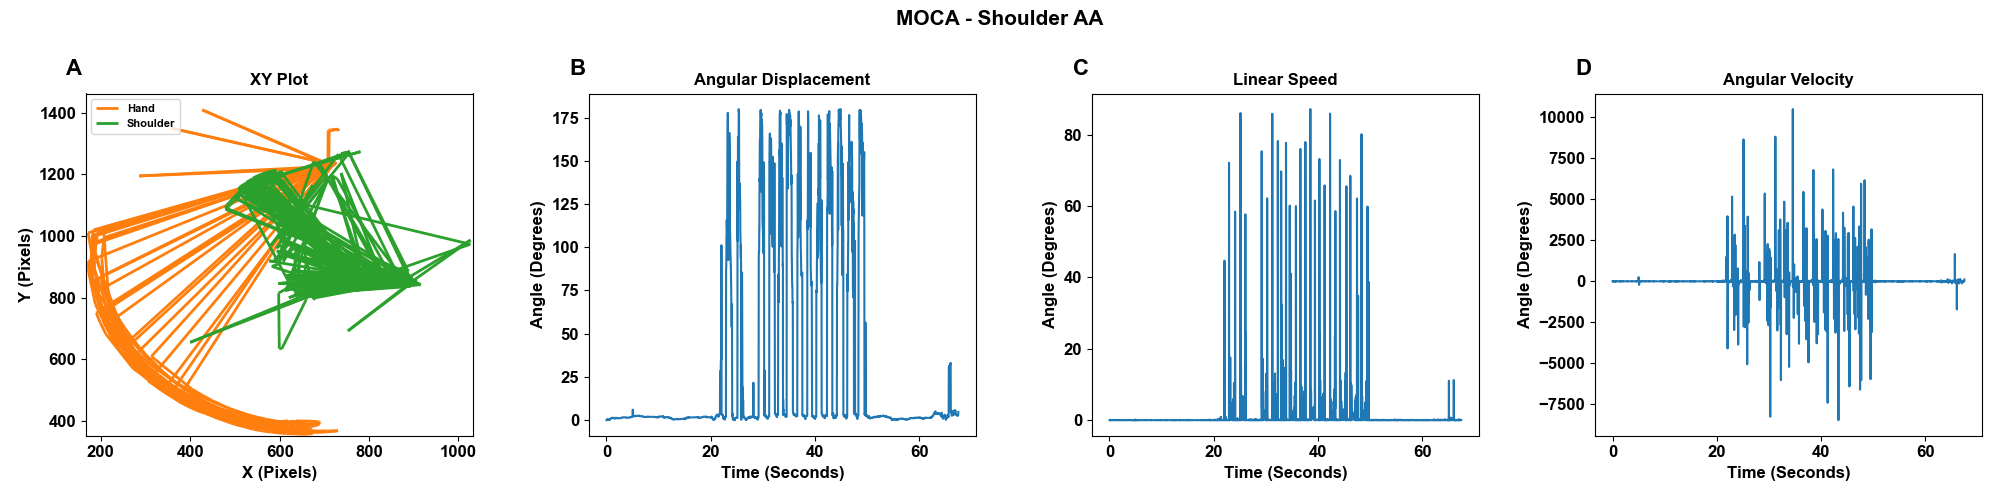 MOCA - Shoulder AA
A
XY Plot
Hand
Shoulder
1400
1200
1000
800
600
400
200
400
600
800
1000
Y (Pixels)
X (Pixels)
B
Angular Displacement
175
150
125
100
75
50
25
0
0
20
40
60
Angle (Degrees)
Time (Seconds)
C
Linear Speed
80
60
40
20
0
0
20
40
60
Angle (Degrees)
Time (Seconds)
D
Angular Velocity
10000
7500
5000
2500
0
−2500
−5000
−7500
0
20
40
60
Angle (Degrees)
Time (Seconds)